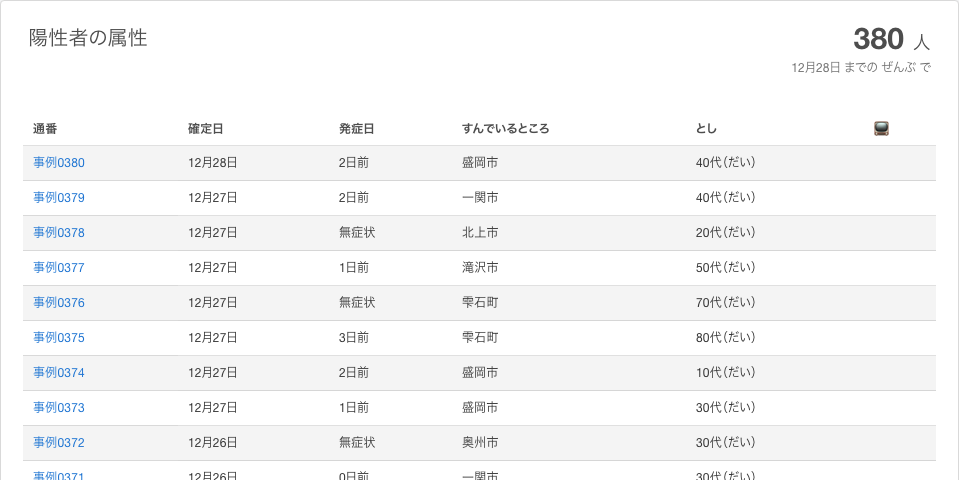 陽性者の属性
380 人
12月28日 までの ぜんぶ で
通番 確定日 発症日 すんでいるところ とし
事例0380 12月28日 2日前 盛岡市 40代(だい)
事例0379 12月27日 2日前 一関市 40代(だい)
事例0378 12月27日 無症状 北上市 20代(だい)
事例0377 12月27日 1日前 滝沢市 50代(だい)
事例0376 12月27日 無症状 雫石町 70代(だい)
事例0375 12月27日 3日前 雫石町 80代(だい)
事例0374 12月27日 2日前 盛岡市 10代(だい)
事例0373 12月27日 1日前 盛岡市 30代(だい)
事例0372 12月26日 無症状 奥州市 30代(だい)
事例0371 12月26日 0日前 一関市 30代(だい)